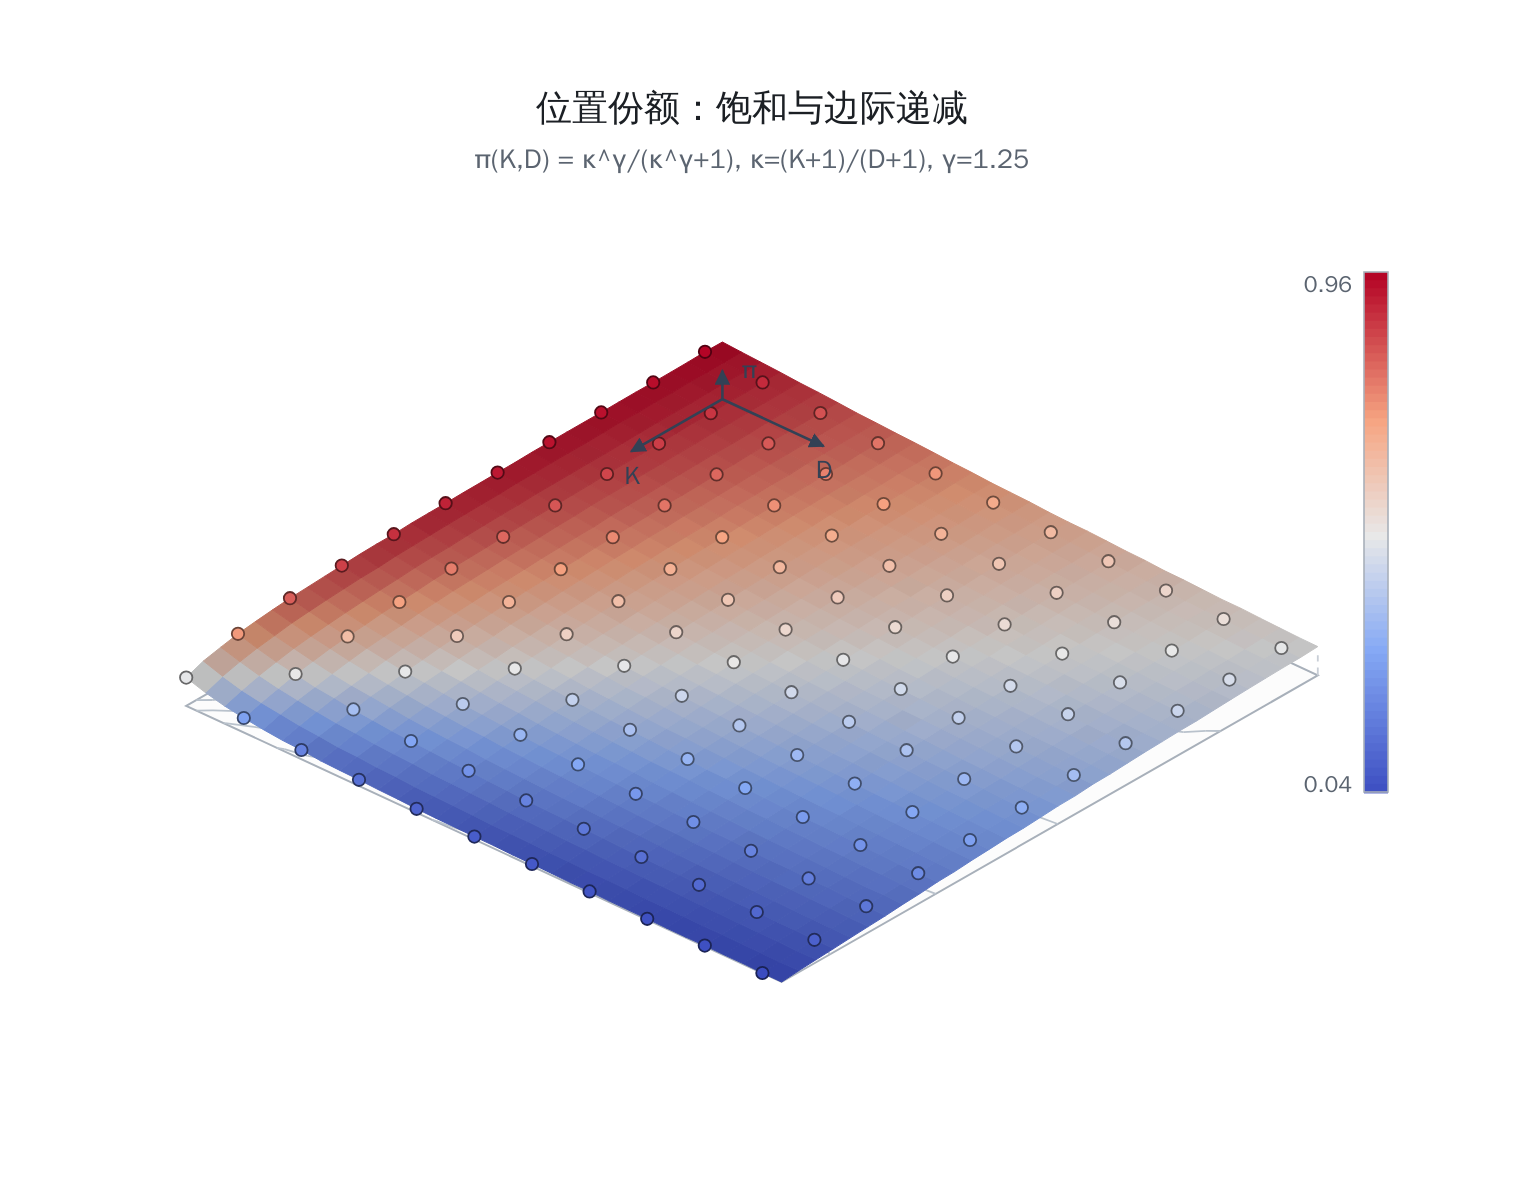 位置份额：饱和与边际递减
π(K,D) = κ^γ/(κ^γ+1), κ=(K+1)/(D+1), γ=1.25
0.96
π
K
D
0.04